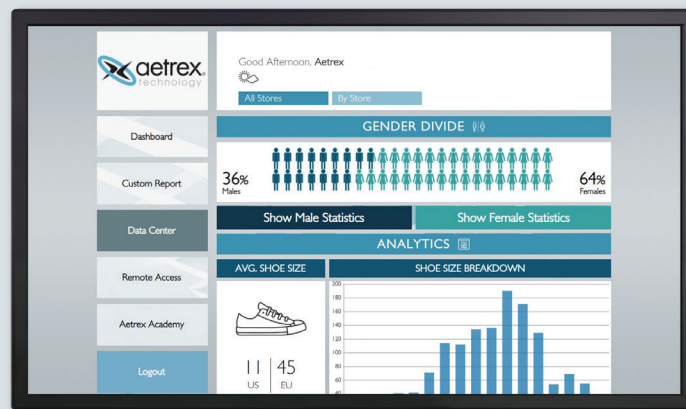 aetrex
technology
Good Afternoon, Aetrex
All Stores
By Store
Dashboard
Custom Report
Data Center
Remote Access
Aetrex Academy
Logout
GENDER DIVIDE
36%
Males
64%
Females
Show Male Statistics
Show Female Statistics
ANALYTICS
AVG. SHOE SIZE
SHOE SIZE BREAKDOWN
11
US
45
EU
200
180
160
140
120
100
80
60
40